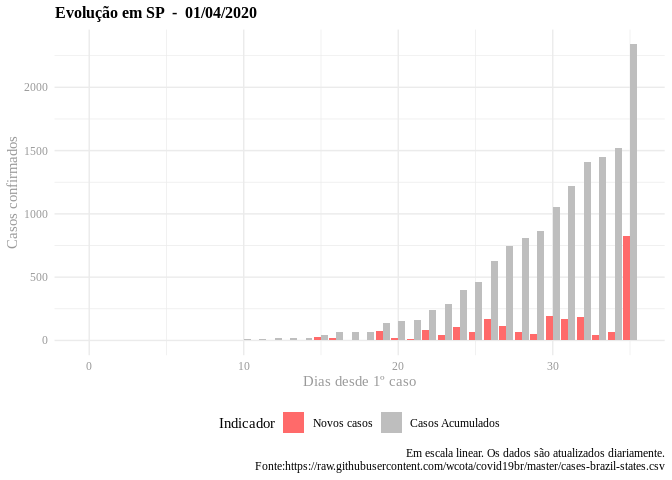 Evolução em SP - 01/04/2020
Casos confirmados
2000
1500
1000
500
0
0 10 20 30
Dias desde 1º caso
Indicador Novos casos Casos Acumulados
Em escala linear. Os dados são atualizados diariamente.
Fonte:https://raw.githubusercontent.com/wcota/covid19br/master/cases-brazil-states.csv